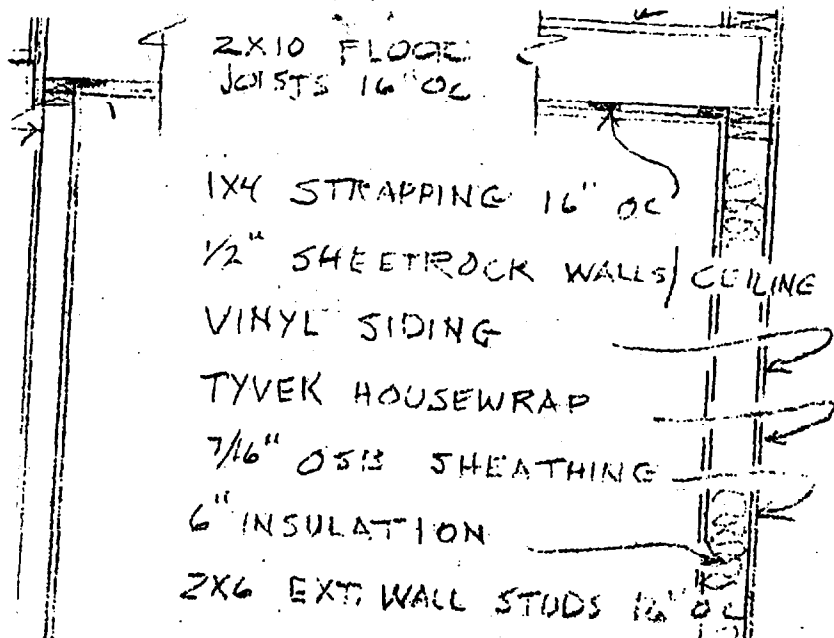 2X10 FLOOR
JOISTS 16" OC
1X4 STRAPPING 16" OC
1/2" SHEETROCK WALLS/CEILING
VINYL SIDING
TYVEK HOUSEWRAP
7/16" OSB SHEATHING
6" INSULATION
2X6 EXT. WALL STUDS 16" OC